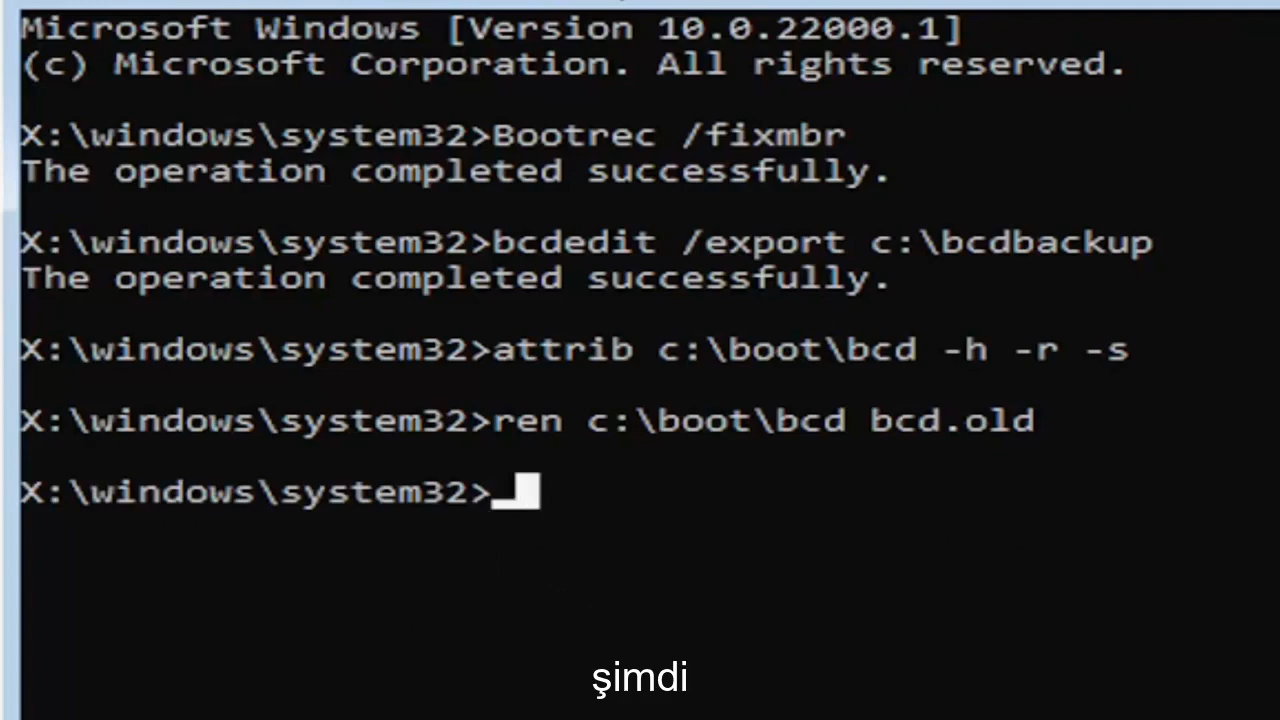 Microsoft Windows [Version 10.0.22000.1]
(c) Microsoft Corporation. All rights reserved.
X:\windows\system32>Bootrec /fixmbr
The operation completed successfully.
X:\windows\system32>bcdedit /export c:\bcdbackup
The operation completed successfully.
X:\windows\system32>attrib c:\boot\bcd -h -r -s
X:\windows\system32>ren c:\boot\bcd bcd.old
X:\windows\system32>
şimdi